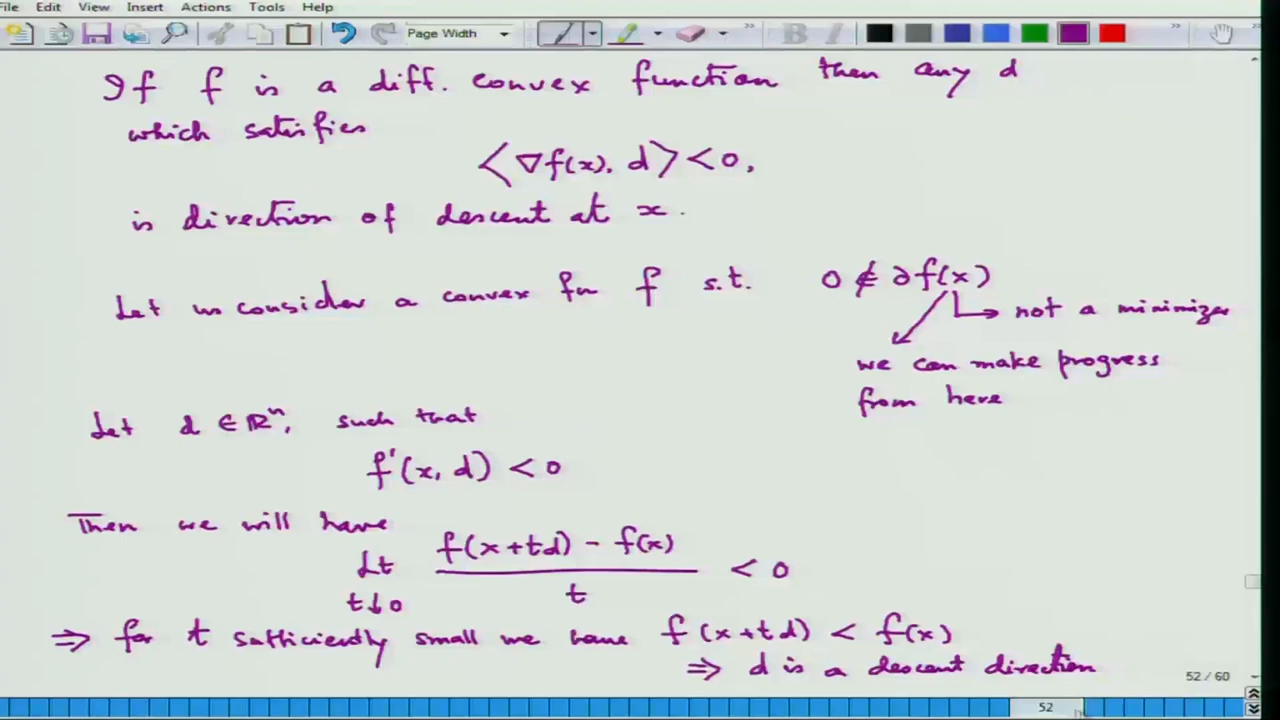 File Edit View Insert Actions Tools Help
Page Width
If f is a diff. convex function then any d
which satisfies
⟨∇f(x), d⟩ < 0,
is direction of descent at x.
Let us consider a convex fn f s.t. 0 ∉ ∂f(x)
not a minimizer
we can make progress
from here
Let d ∈ ℝⁿ, such that
f'(x, d) < 0
Then we will have
Lt f(x+td) - f(x) / t < 0
t↓0
⇒ for t sufficiently small we have f(x+td) < f(x)
⇒ d is a descent direction
52 / 60
52